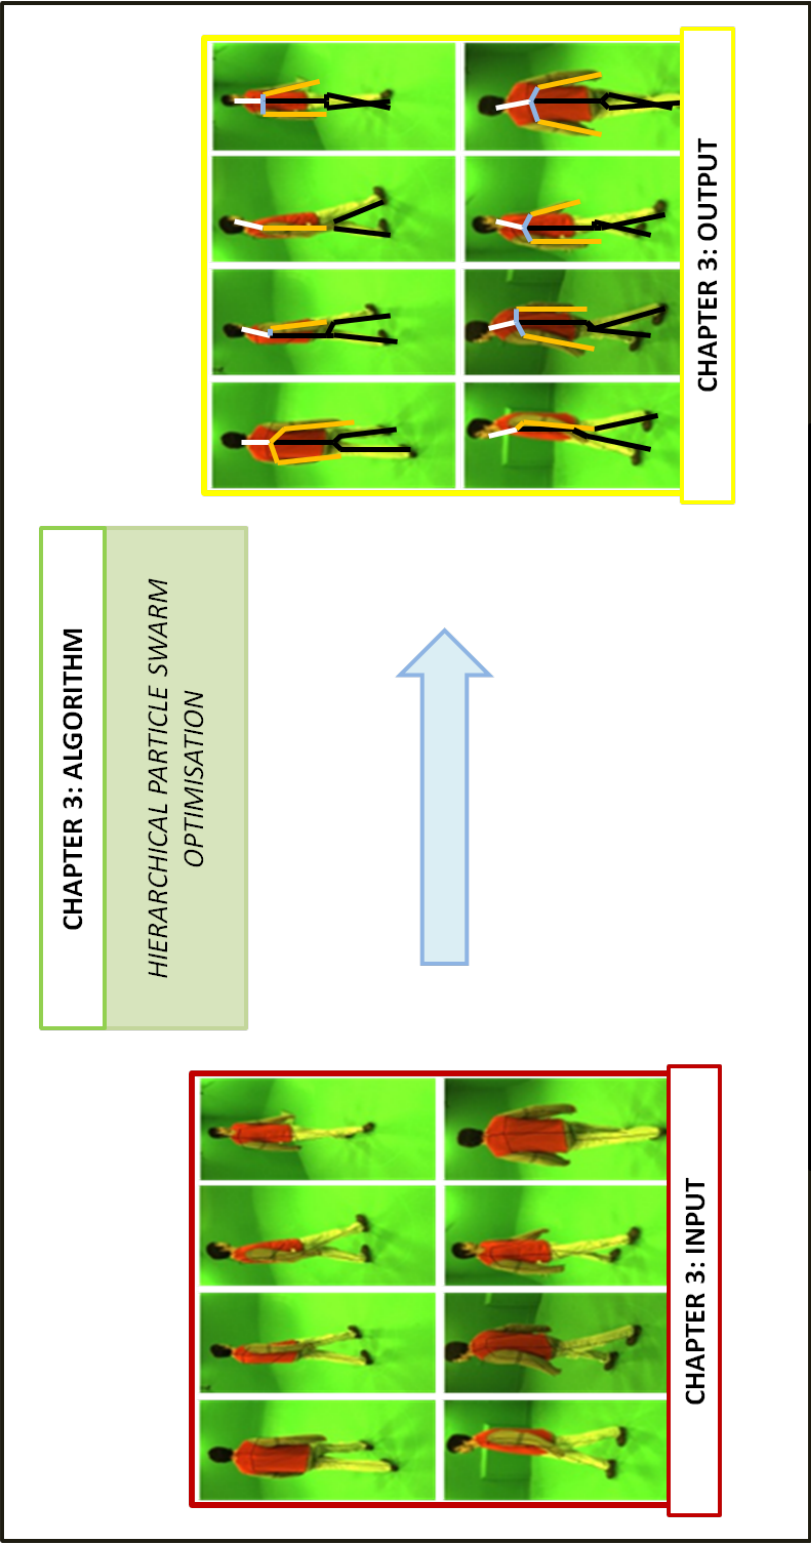 CHAPTER 3: ALGORITHM
HIERARCHICAL PARTICLE SWARM
OPTIMISATION
CHAPTER 3: INPUT
CHAPTER 3: OUTPUT